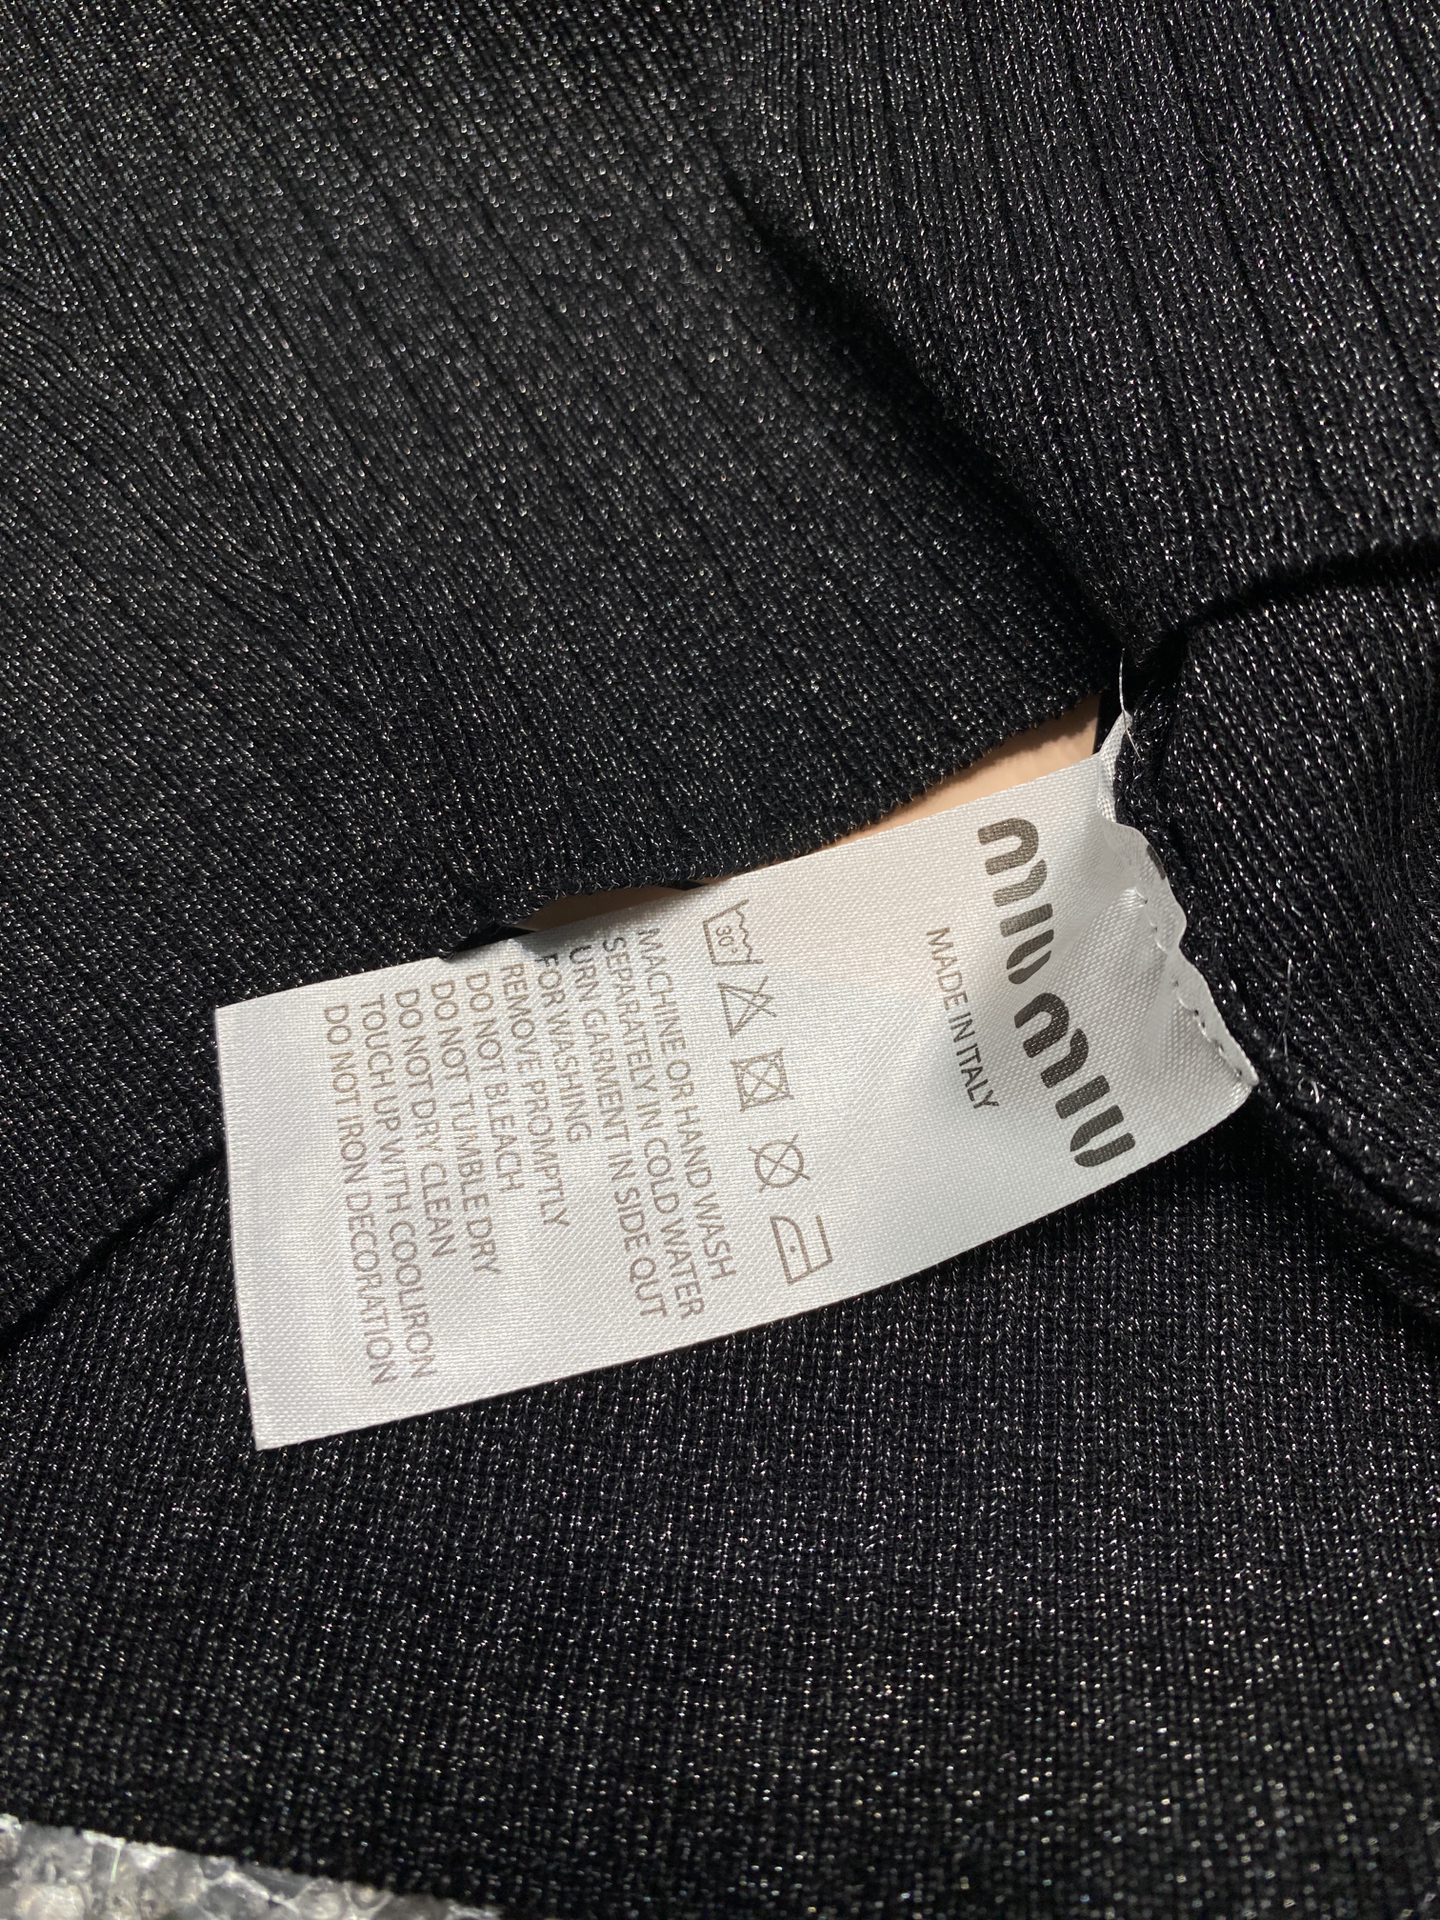 miu miu
MADE IN ITALY
30°
MACHINE OR HAND WASH
SEPARATELY IN COLD WATER
URN GARMENT IN SIDE QUT
FOR WASHING
REMOVE PROMPTLY
DO NOT BLEACH
DO NOT TUMBLE DRY
DO NOT DRY CLEAN
TOUCH UP WITH COOLIRON
DO NOT IRON DECORATION